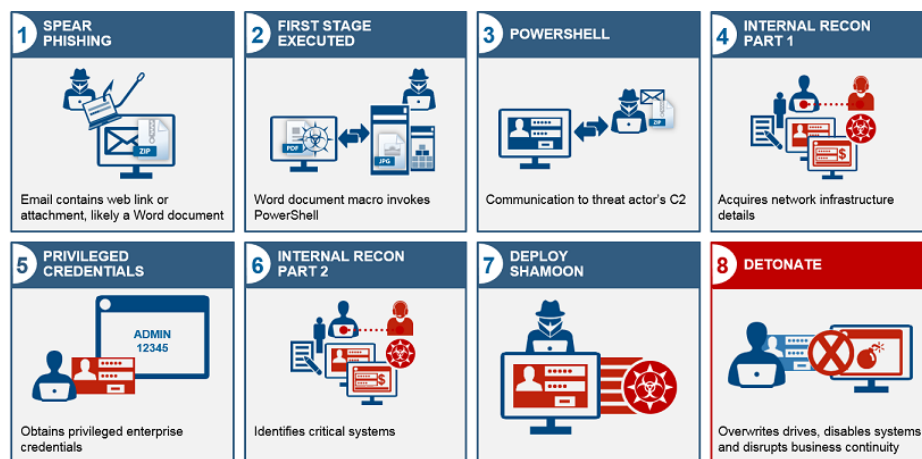 1 SPEAR
PHISHING
ZIP
Email contains web link or
attachment, likely a Word document
2 FIRST STAGE
EXECUTED
PDF
JPG
Word document macro invokes
PowerShell
3 POWERSHELL
ZIP
Communication to threat actor's C2
4 INTERNAL RECON
PART 1
$
Acquires network infrastructure
details
5 PRIVILEGED
CREDENTIALS
ADMIN
12345
Obtains privileged enterprise
credentials
6 INTERNAL RECON
PART 2
$
Identifies critical systems
7 DEPLOY
SHAMOON
8 DETONATE
Overwrites drives, disables systems
and disrupts business continuity